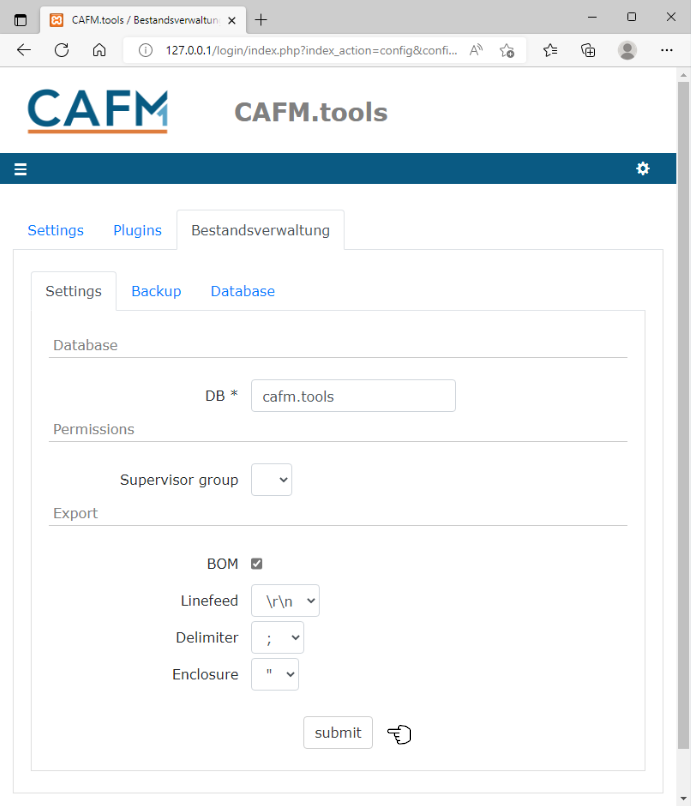 CAFM.tools / Bestandsverwaltun
127.0.0.1/login/index.php?index_action=config&confi...
CAFM
CAFM.tools
Settings Plugins Bestandsverwaltung
Settings Backup Database
Database
DB * cafm.tools
Permissions
Supervisor group
Export
BOM
Linefeed \r\n
Delimiter ;
Enclosure "
submit